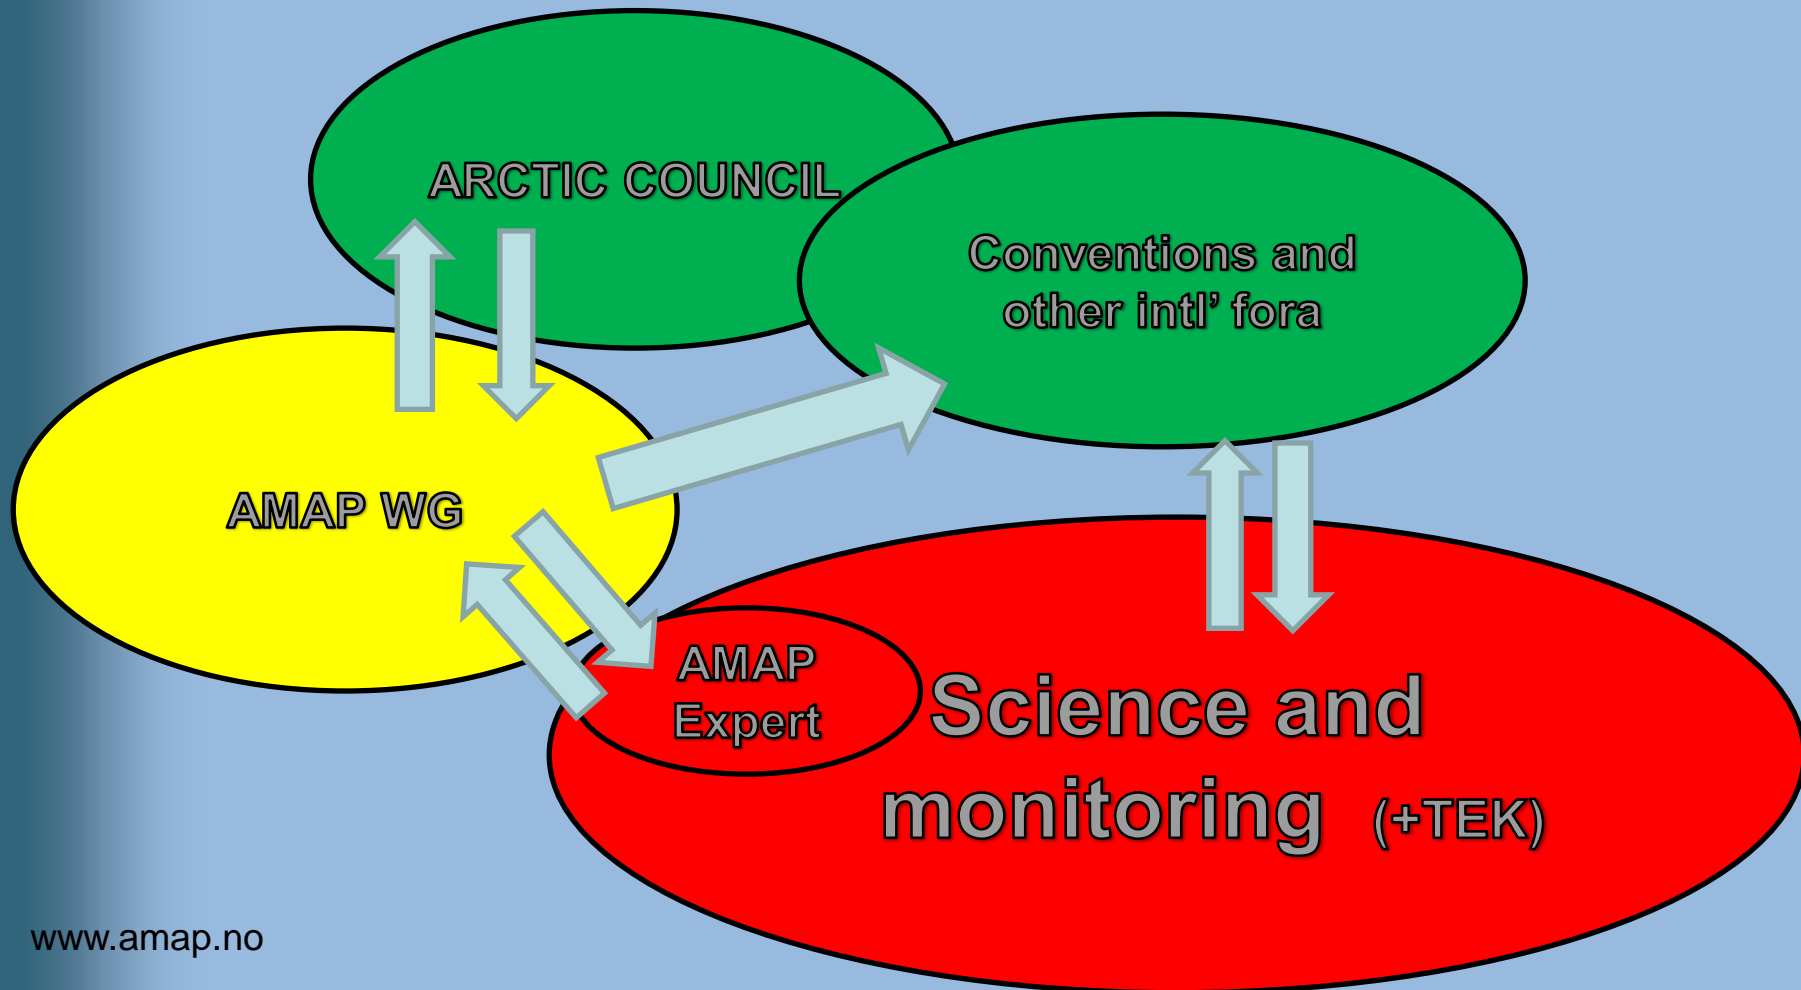 ARCTIC COUNCIL
Conventions and
other intl’ fora
AMAP WG
AMAP
Expert
Science and
monitoring (+TEK)
www.amap.no